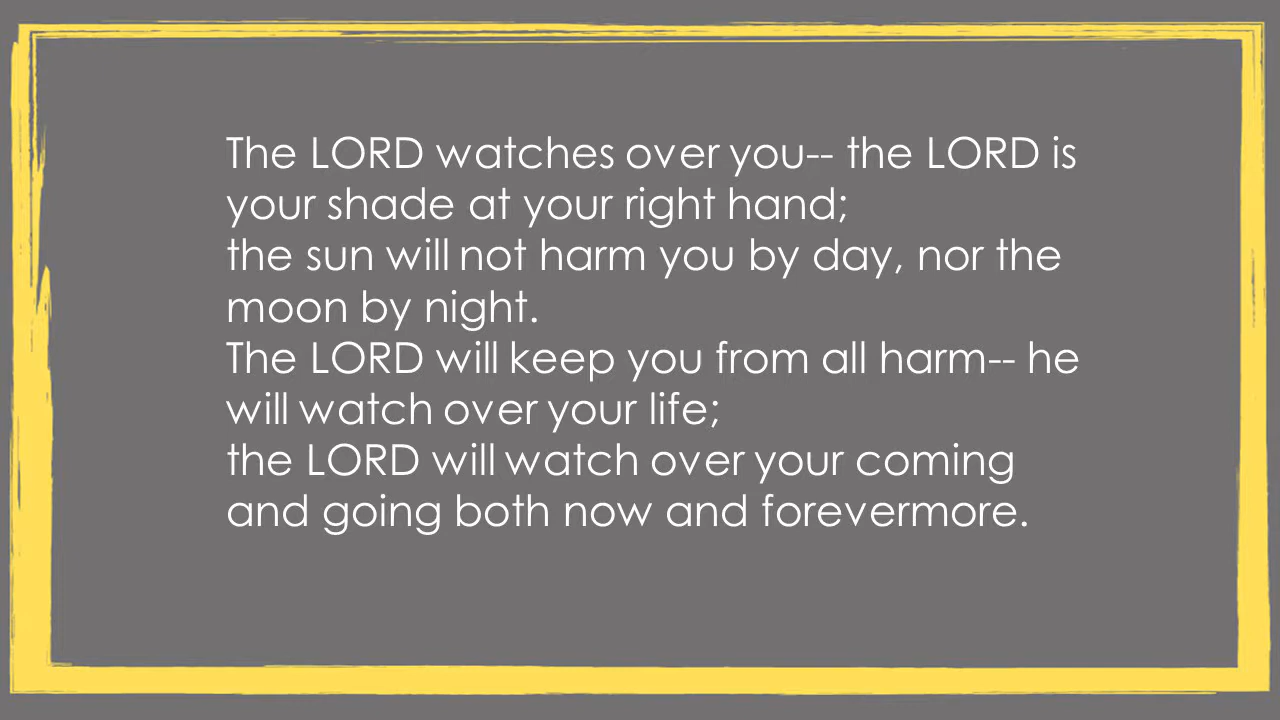 The LORD watches over you-- the LORD is
your shade at your right hand;
the sun will not harm you by day, nor the
moon by night.
The LORD will keep you from all harm-- he
will watch over your life;
the LORD will watch over your coming
and going both now and forevermore.